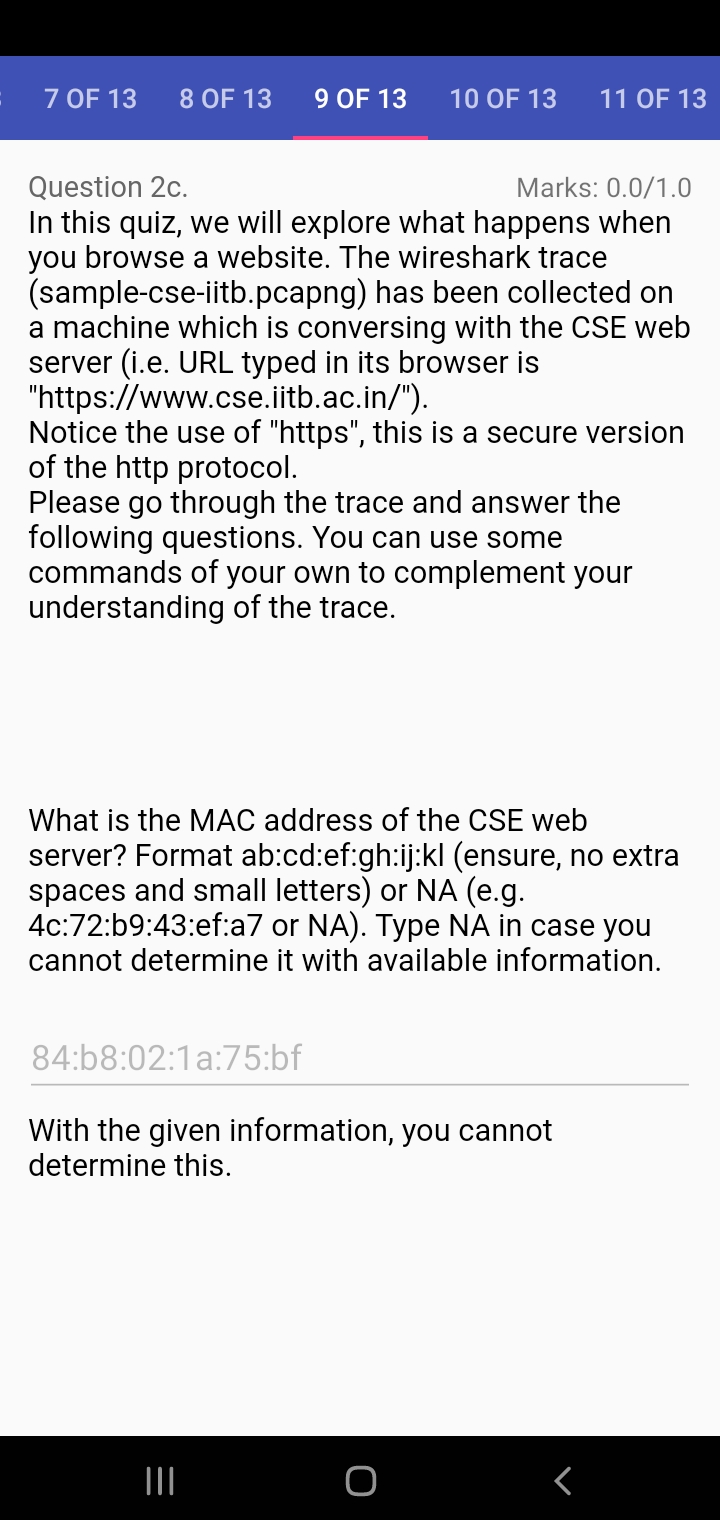 7 OF 13 8 OF 13 9 OF 13 10 OF 13 11 OF 13
Question 2c. Marks: 0.0/1.0
In this quiz, we will explore what happens when
you browse a website. The wireshark trace
(sample-cse-iitb.pcapng) has been collected on
a machine which is conversing with the CSE web
server (i.e. URL typed in its browser is
"https://www.cse.iitb.ac.in/").
Notice the use of "https", this is a secure version
of the http protocol.
Please go through the trace and answer the
following questions. You can use some
commands of your own to complement your
understanding of the trace.
What is the MAC address of the CSE web
server? Format ab:cd:ef:gh:ij:kl (ensure, no extra
spaces and small letters) or NA (e.g.
4c:72:b9:43:ef:a7 or NA). Type NA in case you
cannot determine it with available information.
84:b8:02:1a:75:bf
With the given information, you cannot
determine this.